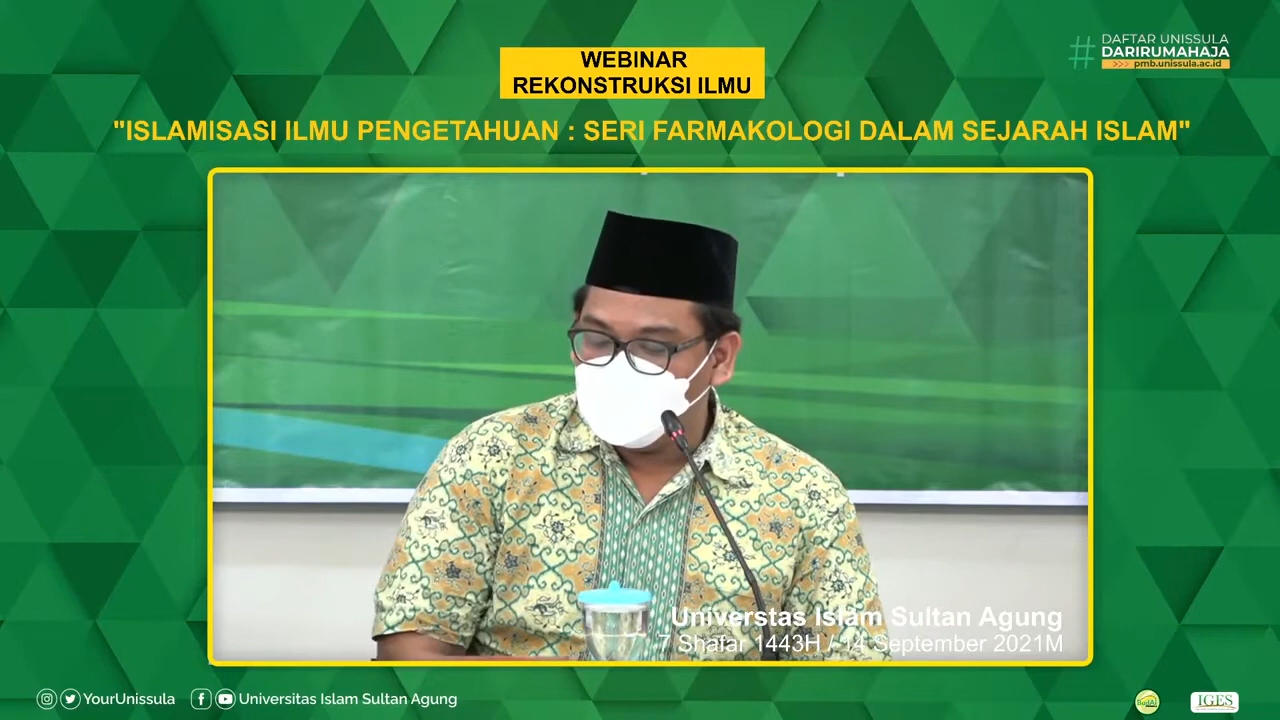 DAFTAR UNISSULA
#DARIRUMAHAJA
>>> pmb.unissula.ac.id
WEBINAR
REKONSTRUKSI ILMU
"ISLAMISASI ILMU PENGETAHUAN : SERI FARMAKOLOGI DALAM SEJARAH ISLAM"
Universtas Islam Sultan Agung
7 Shafar 1443H / 14 September 2021M
YourUnissula
Universitas Islam Sultan Agung
BudAi
IGES